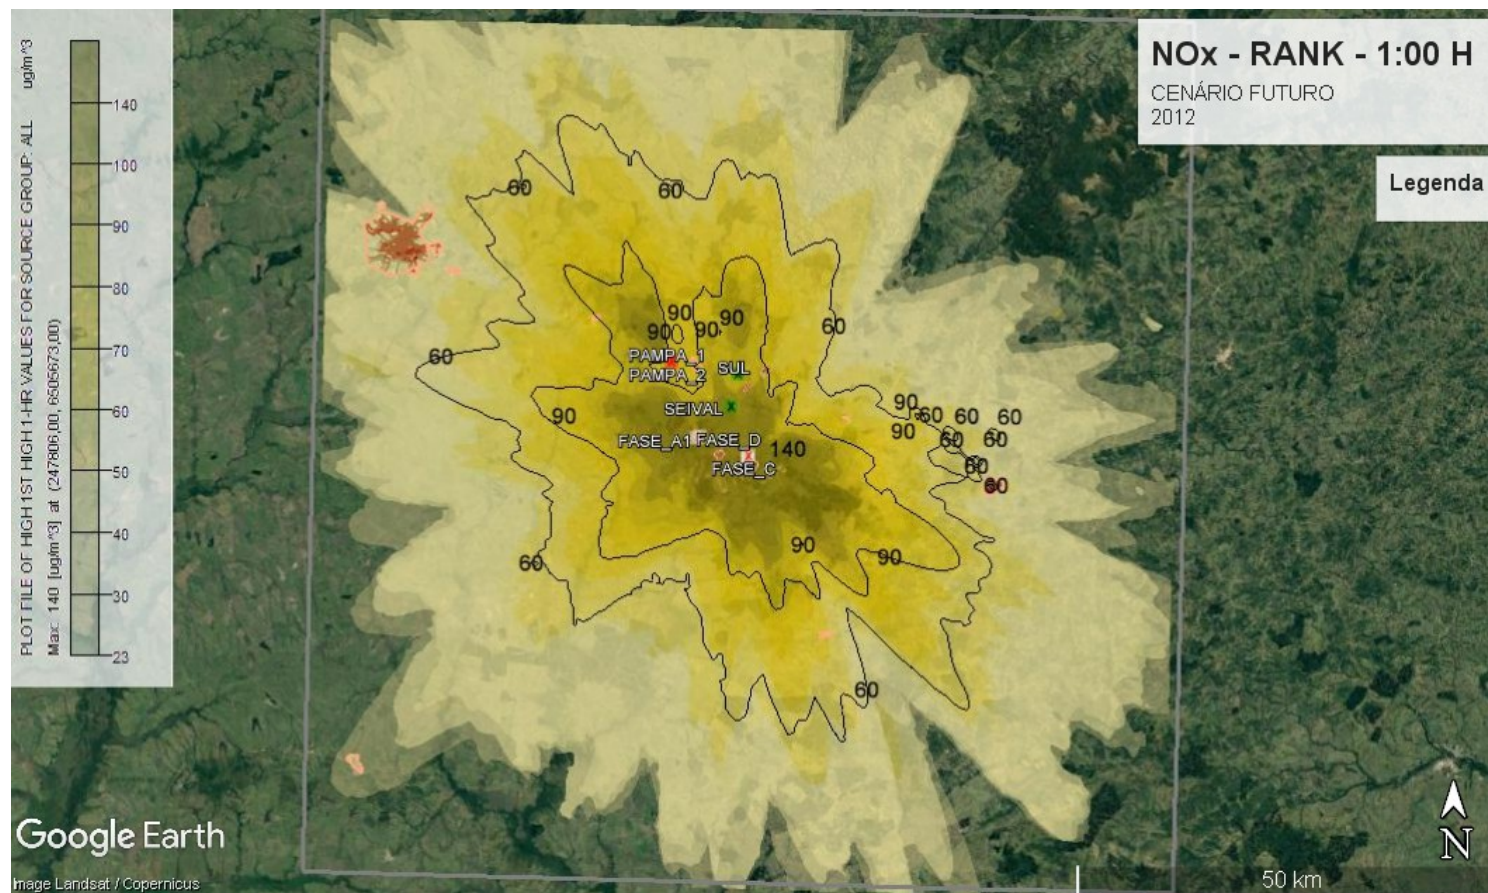 NOx - RANK - 1:00 H
CENÁRIO FUTURO
2012
Legenda
PLOT FILE OF HIGH 1ST HIGH 1-HR VALUES FOR SOURCE GROUP: ALL
ug/m^3
Max: 140 [ug/m^3] at (247806,00, 6505673,00)
140
100
90
80
70
60
50
40
30
23
60
60
90
90
90
90
60
PAMPA_1
60
PAMPA_2
SUL
SEIVAL
90
90
60
60
60
90
60
60
FASE_A1
FASE_D
140
FASE_C
60
60
90
90
60
60
Google Earth
Image Landsat / Copernicus
N
50 km